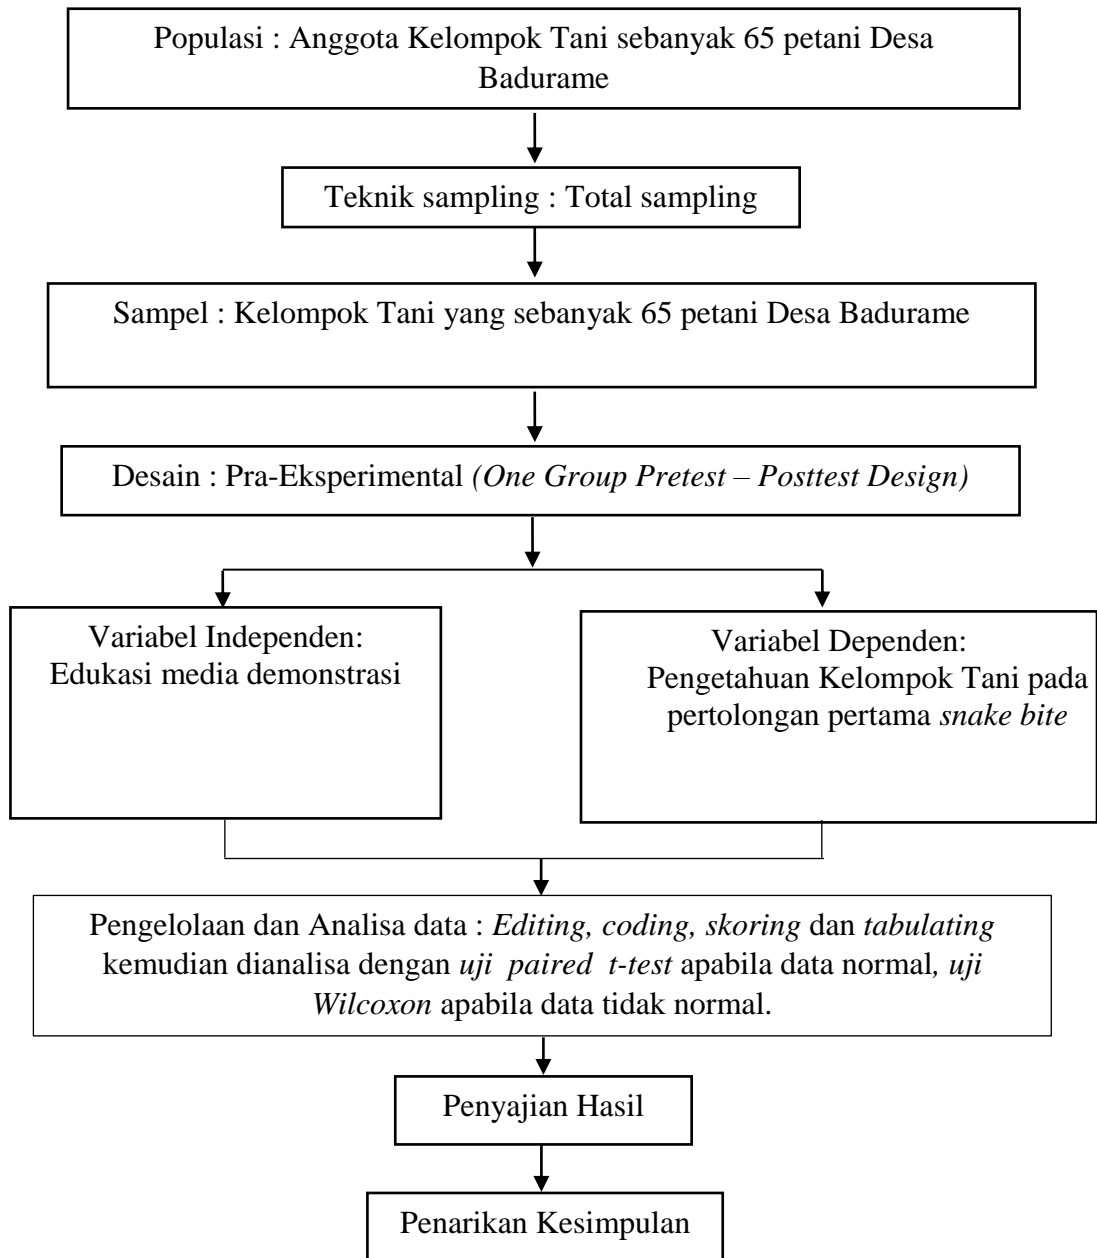 Populasi : Anggota Kelompok Tani sebanyak 65 petani Desa
Badurame
Teknik sampling : Total sampling
Sampel : Kelompok Tani yang sebanyak 65 petani Desa Badurame
Desain : Pra-Eksperimental (One Group Pretest – Posttest Design)
Variabel Independen:
Edukasi media demonstrasi
Variabel Dependen:
Pengetahuan Kelompok Tani pada
pertolongan pertama snake bite
Pengelolaan dan Analisa data : Editing, coding, skoring dan tabulating
kemudian dianalisa dengan uji paired t-test apabila data normal, uji
Wilcoxon apabila data tidak normal.
Penyajian Hasil
Penarikan Kesimpulan